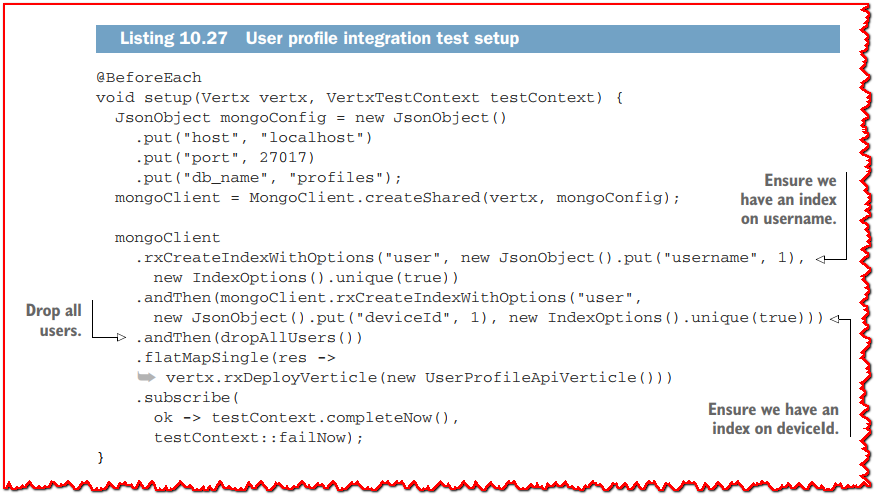 Listing 10.27 User profile integration test setup
@BeforeEach
void setup(Vertx vertx, VertxTestContext testContext) {
  JsonObject mongoConfig = new JsonObject()
    .put("host", "localhost")
    .put("port", 27017)
    .put("db_name", "profiles");
  mongoClient = MongoClient.createShared(vertx, mongoConfig);
Ensure we
have an index
on username.
  mongoClient
    .rxCreateIndexWithOptions("user", new JsonObject().put("username", 1),
      new IndexOptions().unique(true))
    .andThen(mongoClient.rxCreateIndexWithOptions("user",
      new JsonObject().put("deviceId", 1), new IndexOptions().unique(true)))
Drop all
users.
    .andThen(dropAllUsers())
    .flatMapSingle(res ->
      vertx.rxDeployVerticle(new UserProfileApiVerticle()))
    .subscribe(
      ok -> testContext.completeNow(),
      testContext::failNow);
Ensure we have an
index on deviceId.
}